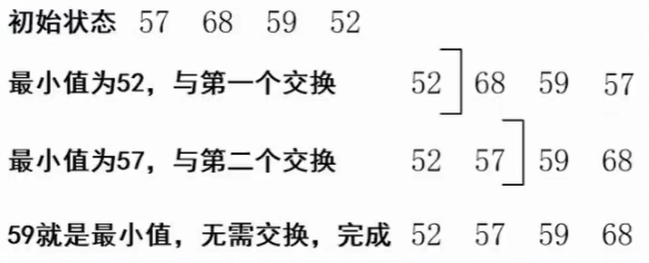 初始状态 57 68 59 52
最小值为52，与第一个交换 52] 68 59 57
最小值为57，与第二个交换 52 57] 59 68
59就是最小值，无需交换，完成 52 57 59 68